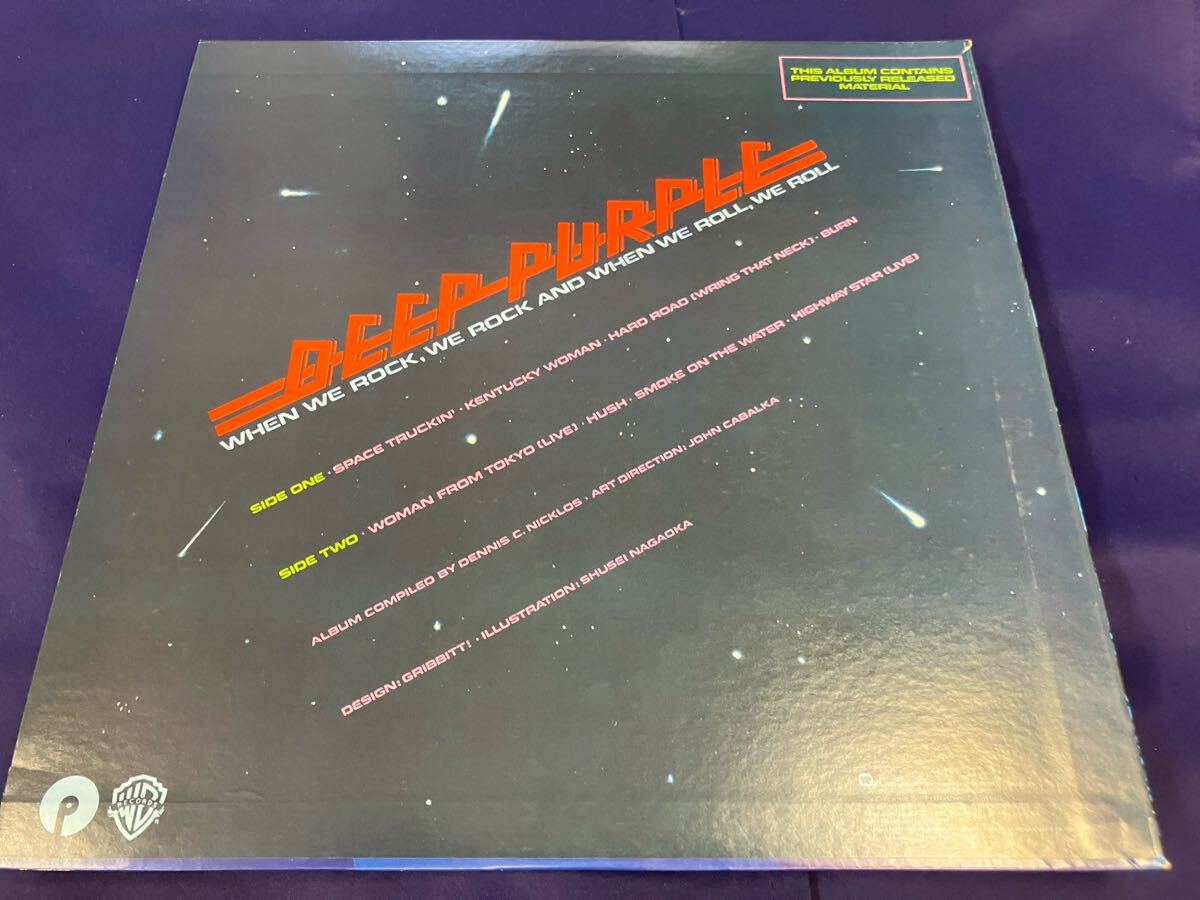 THIS ALBUM CONTAINS
PREVIOUSLY RELEASED
MATERIAL
DEEP PURPLE
WHEN WE ROCK, WE ROCK AND WHEN WE ROLL, WE ROLL
SIDE ONE · SPACE TRUCKIN' · KENTUCKY WOMAN · HARD ROAD (WRING THAT NECK) · BURN
SIDE TWO · WOMAN FROM TOKYO (LIVE) · HUSH · SMOKE ON THE WATER · HIGHWAY STAR (LIVE)
ALBUM COMPILED BY DENNIS C. NICKLOS · ART DIRECTION: JOHN CABALKA
DESIGN: GRIBBITT! · ILLUSTRATION: SHUSEI NAGAOKA
P
WB RECORDS